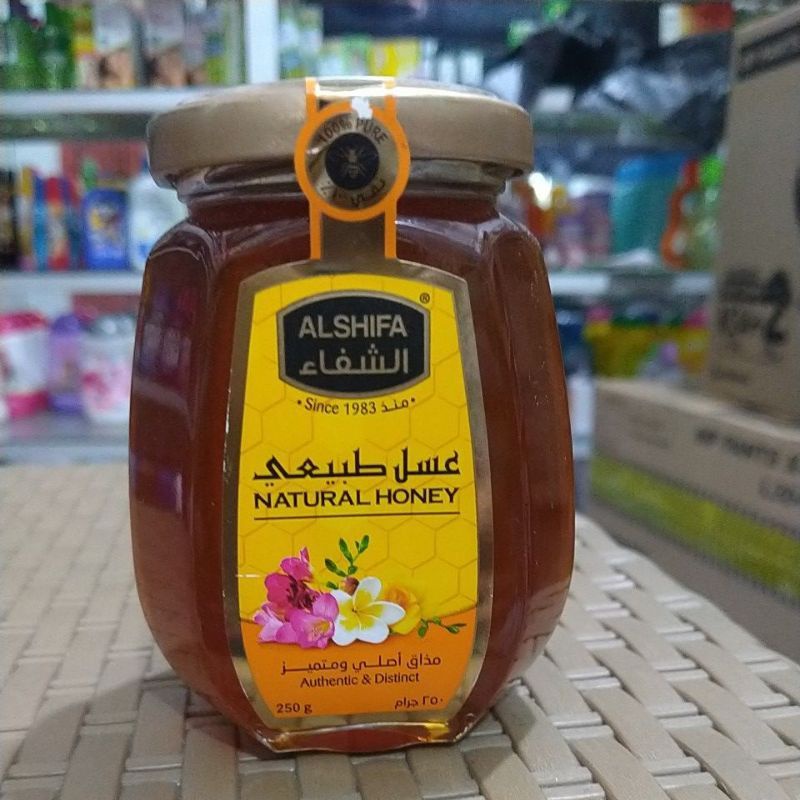 100% PURE
ALSHIFA
®
الشفاء
• Since 1983 منذ •
عسل طبيعي
NATURAL HONEY
مذاق أصلي ومتميز
Authentic & Distinct
250 g
٢٥٠ جرام